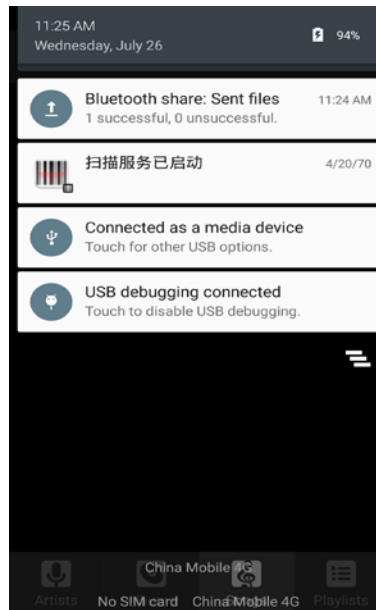 11:25 AM
94%
Wednesday, July 26
Bluetooth share: Sent files
11:24 AM
1 successful, 0 unsuccessful.
扫描服务已启动
4/20/70
Connected as a media device
Touch for other USB options.
USB debugging connected
Touch to disable USB debugging.
China Mobile 4G
No SIM card China Mobile 4G
Artists
Playlists